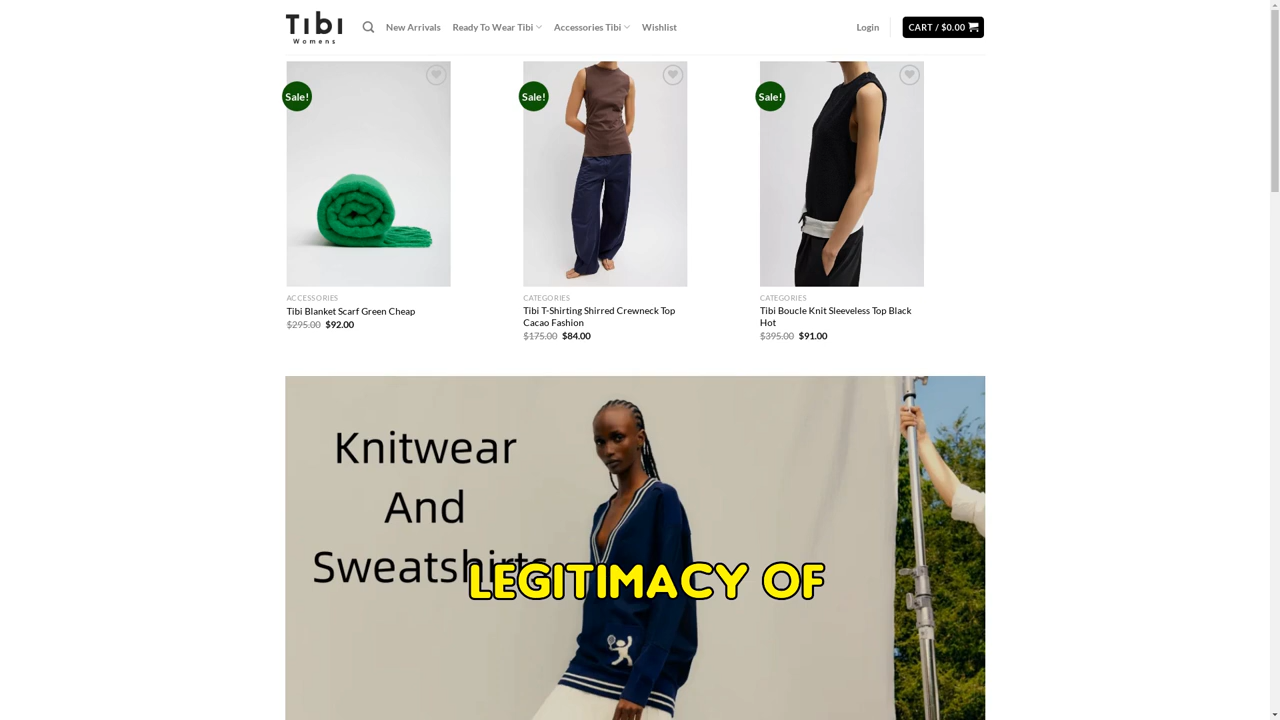 TIBI
Womens
New Arrivals
Ready To Wear Tibi
Accessories Tibi
Wishlist
Login
CART / $0.00
Sale!
Sale!
Sale!
ACCESSORIES
Tibi Blanket Scarf Green Cheap
$295.00 $92.00
CATEGORIES
Tibi T-Shirting Shirred Crewneck Top
Cacao Fashion
$175.00 $84.00
CATEGORIES
Tibi Boucle Knit Sleeveless Top Black
Hot
$395.00 $91.00
Knitwear
And
Sweatshirts
LEGITIMACY OF